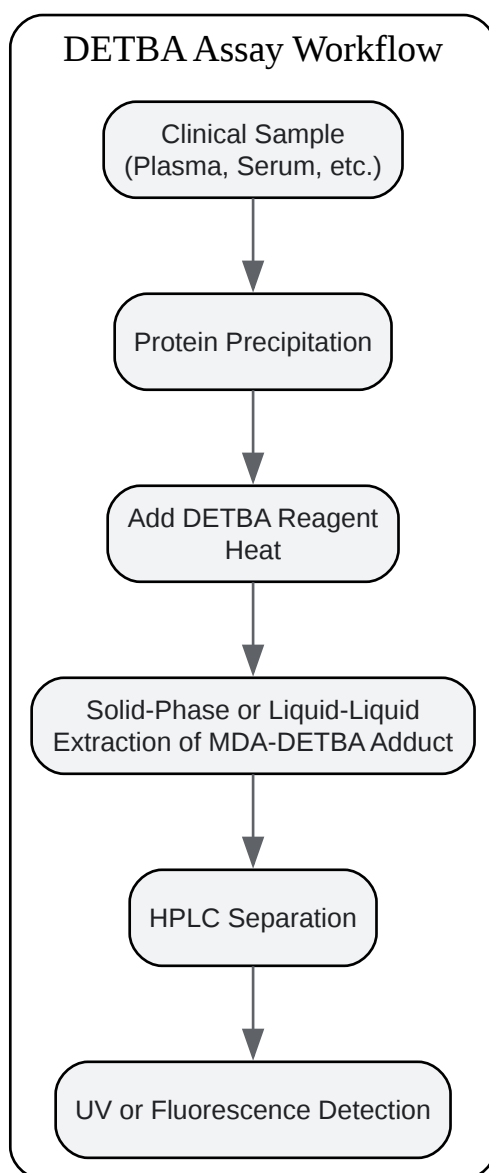 DETBA Assay Workflow
Clinical Sample
(Plasma, Serum, etc.)
Protein Precipitation
Add DETBA Reagent
Heat
Solid-Phase or Liquid-Liquid
Extraction of MDA-DETBA Adduct
HPLC Separation
UV or Fluorescence Detection